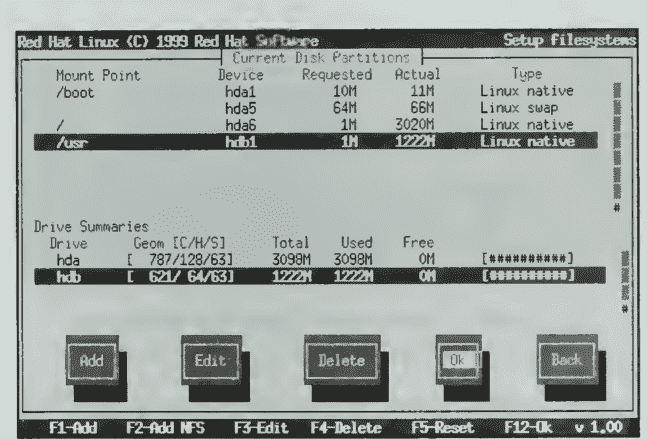 Red Hat Linux (C) 1999 Red Hat Software Setup filesystems
Current Disk Partitions
Mount Point Device Requested Actual Type
/boot hda1 10M 11M Linux native
hda5 64M 66M Linux swap
/ hda6 1M 3020M Linux native
/usr hdb1 1M 1222M Linux native
#
Drive Summaries
Drive Geom [C/H/S] Total Used Free
hda [ 787/128/63] 3098M 3098M 0M [##########]
hdb [ 621/ 64/63] 1222M 1222M 0M [##########]
#
Add Edit Delete Ok Back
F1-Add F2-Add NFS F3-Edit F4-Delete F5-Reset F12-Ok v 1.00